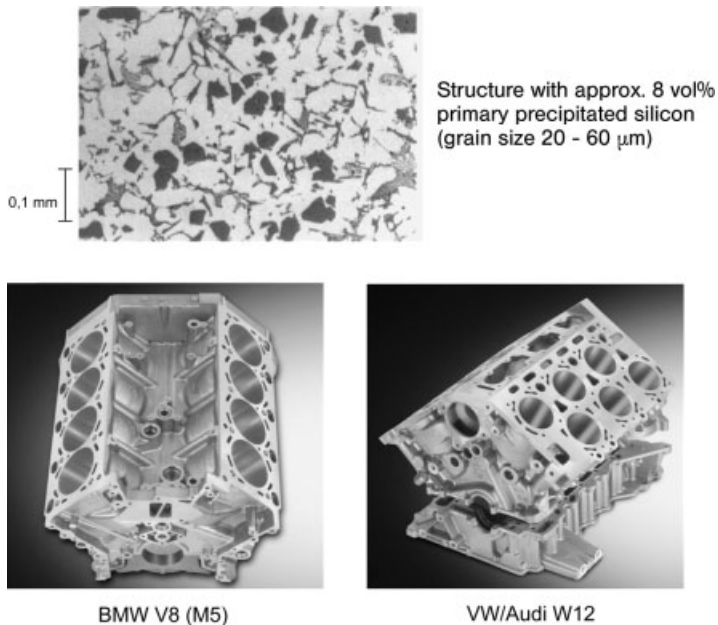 Structure with approx. 8 vol%
primary precipitated silicon
(grain size 20 - 60 μm)
0,1 mm
BMW V8 (M5)
VW/Audi W12